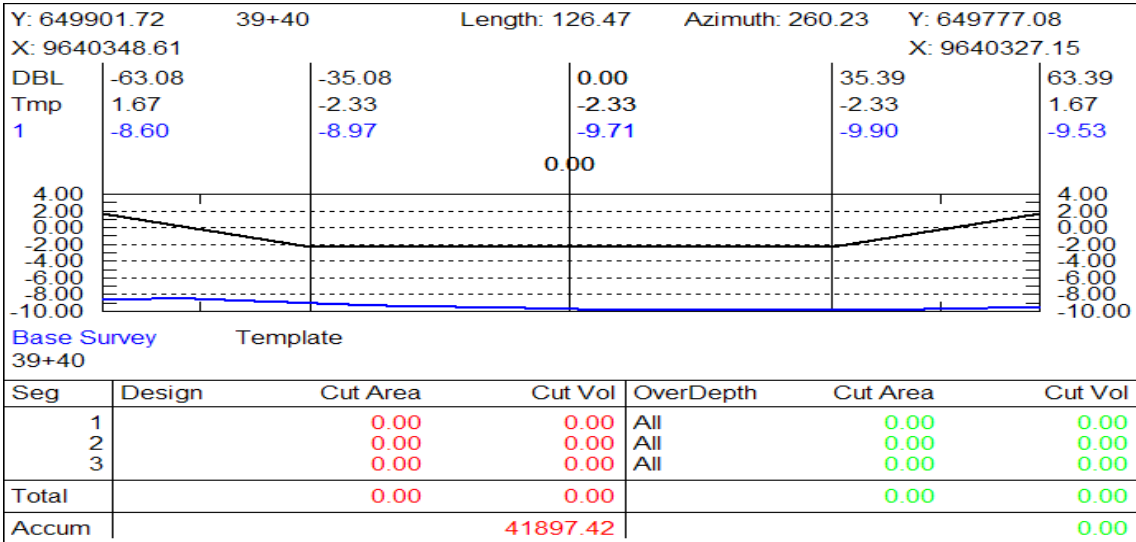 Y: 649901.72 39+40 Length: 126.47 Azimuth: 260.23 Y: 649777.08
X: 9640348.61 X: 9640327.15
DBL -63.08 -35.08 0.00 35.39 63.39
Tmp 1.67 -2.33 -2.33 -2.33 1.67
1 -8.60 -8.97 -9.71 -9.90 -9.53
0.00
4.00 4.00
2.00 2.00
0.00 0.00
-2.00 -2.00
-4.00 -4.00
-6.00 -6.00
-8.00 -8.00
-10.00 -10.00
Base Survey Template
39+40
Seg Design Cut Area Cut Vol OverDepth Cut Area Cut Vol
1 0.00 0.00 All 0.00 0.00
2 0.00 0.00 All 0.00 0.00
3 0.00 0.00 All 0.00 0.00
Total 0.00 0.00 0.00 0.00
Accum 41897.42 0.00